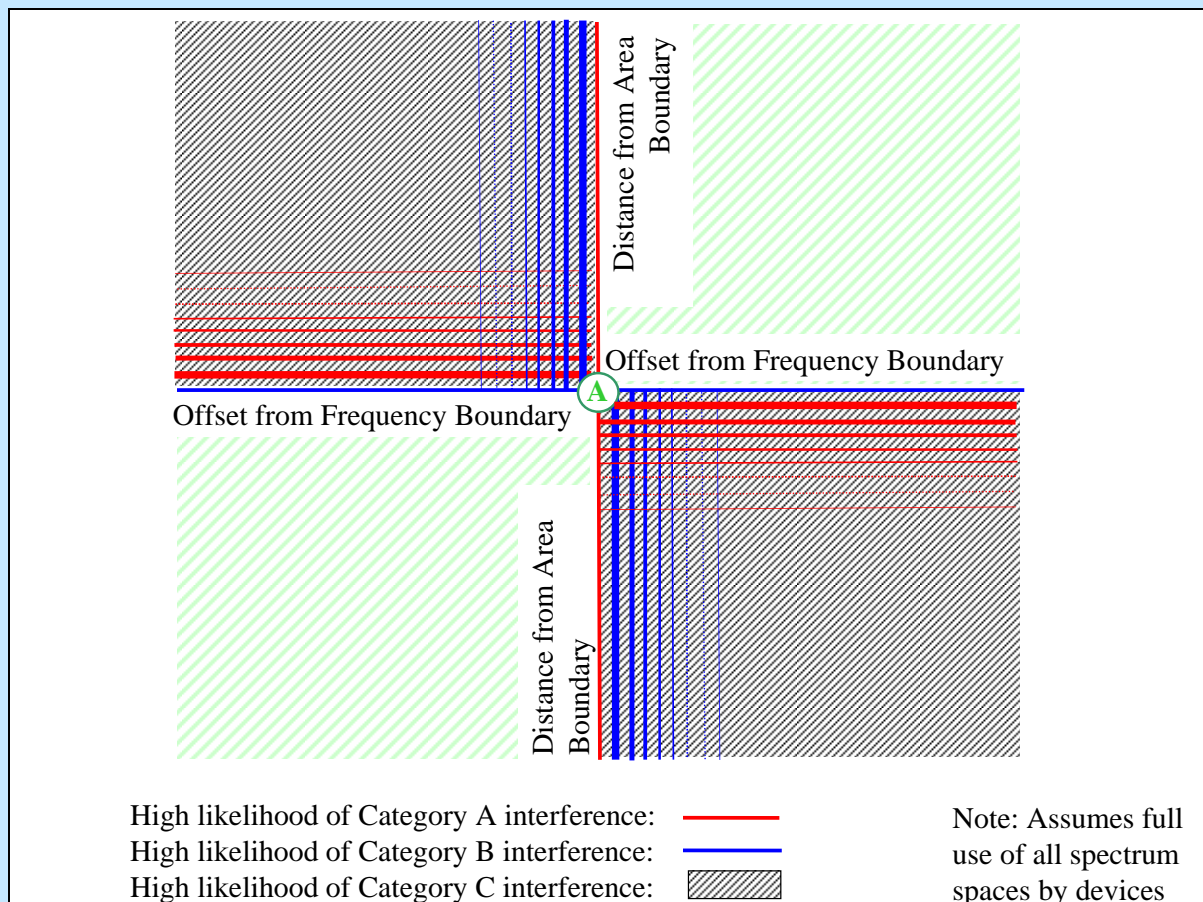 Distance from Area
Boundary
Offset from Frequency Boundary
A
Offset from Frequency Boundary
Distance from Area
Boundary
High likelihood of Category A interference:
High likelihood of Category B interference:
High likelihood of Category C interference:
Note: Assumes full
use of all spectrum
spaces by devices